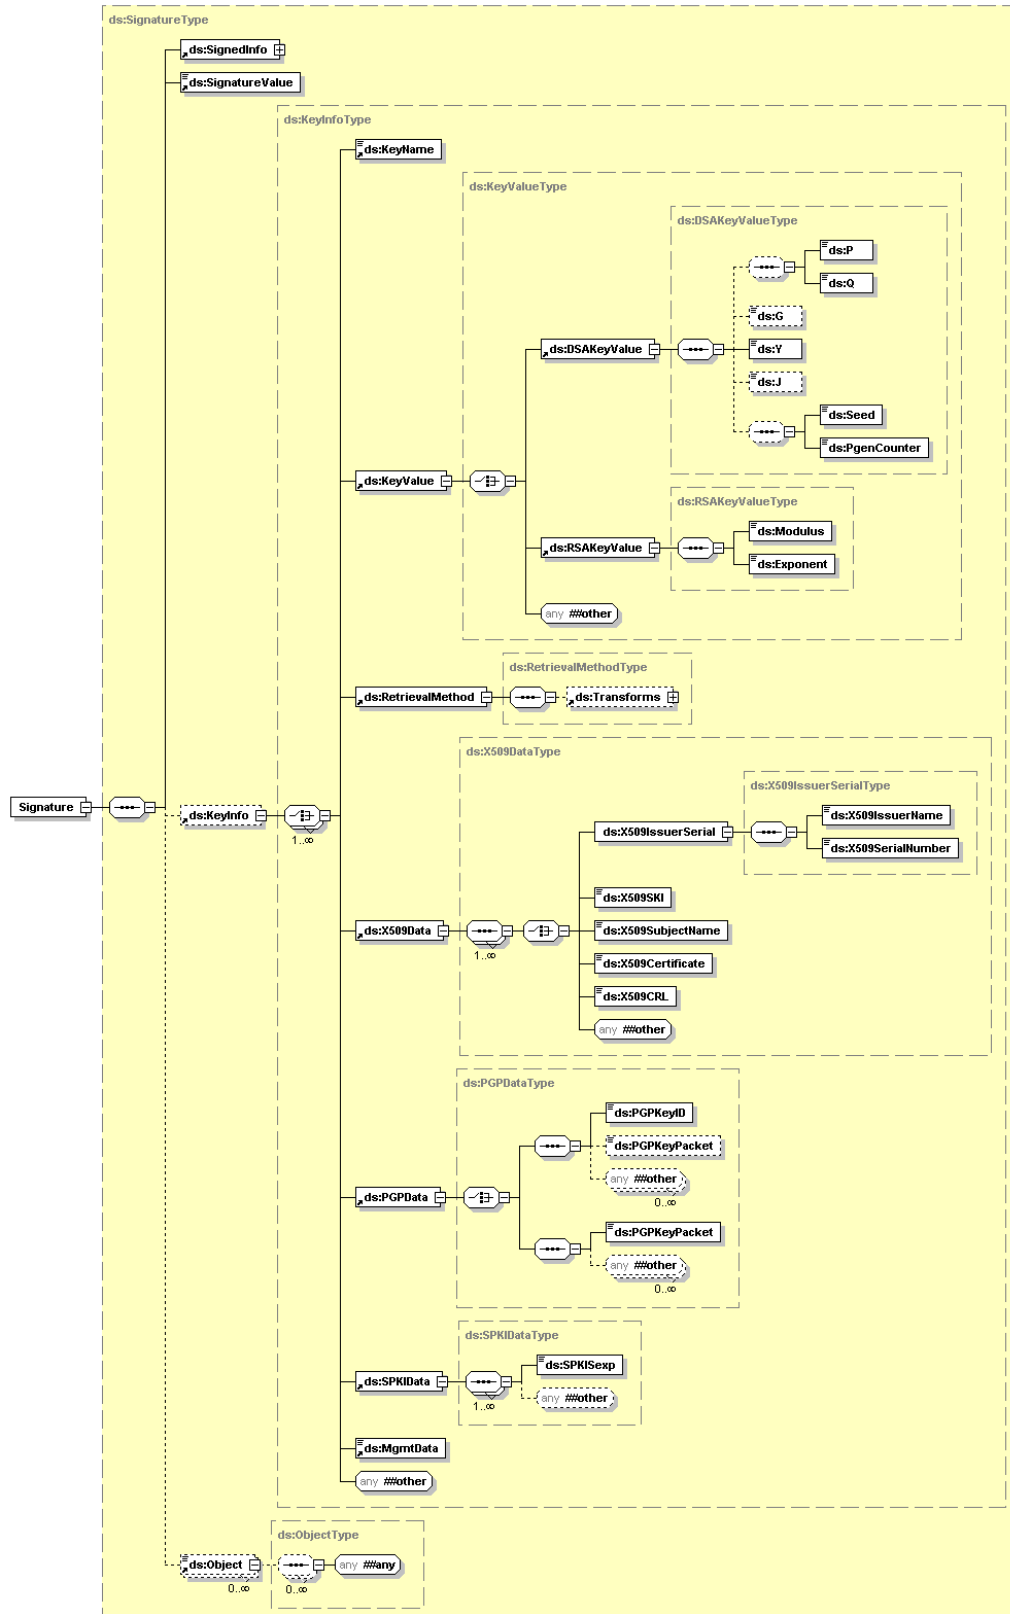 ds:SignatureType
ds:SignedInfo
ds:SignatureValue
ds:KeyInfoType
ds:KeyName
ds:KeyValueType
ds:DSAKeyValueType
ds:P
ds:Q
ds:G
ds:DSAKeyValue
ds:Y
ds:J
ds:Seed
ds:PgenCounter
ds:KeyValue
ds:RSAKeyValueType
ds:Modulus
ds:RSAKeyValue
ds:Exponent
any ##other
ds:RetrievalMethodType
ds:RetrievalMethod
ds:Transforms
ds:X509DataType
ds:X509IssuerSerialType
Signature
ds:KeyInfo
1..∞
ds:X509IssuerName
ds:X509IssuerSerial
ds:X509SerialNumber
ds:X509SKI
ds:X509Data
1..∞
ds:X509SubjectName
ds:X509Certificate
ds:X509CRL
any ##other
ds:PGPDataType
ds:PGPKeyID
ds:PGPKeyPacket
any ##other
0..∞
ds:PGPData
ds:PGPKeyPacket
any ##other
0..∞
ds:SPKIDataType
ds:SPKISexp
ds:SPKIData
1..∞
any ##other
ds:MgmtData
any ##other
ds:ObjectType
ds:Object
0..∞
0..∞
any ##any